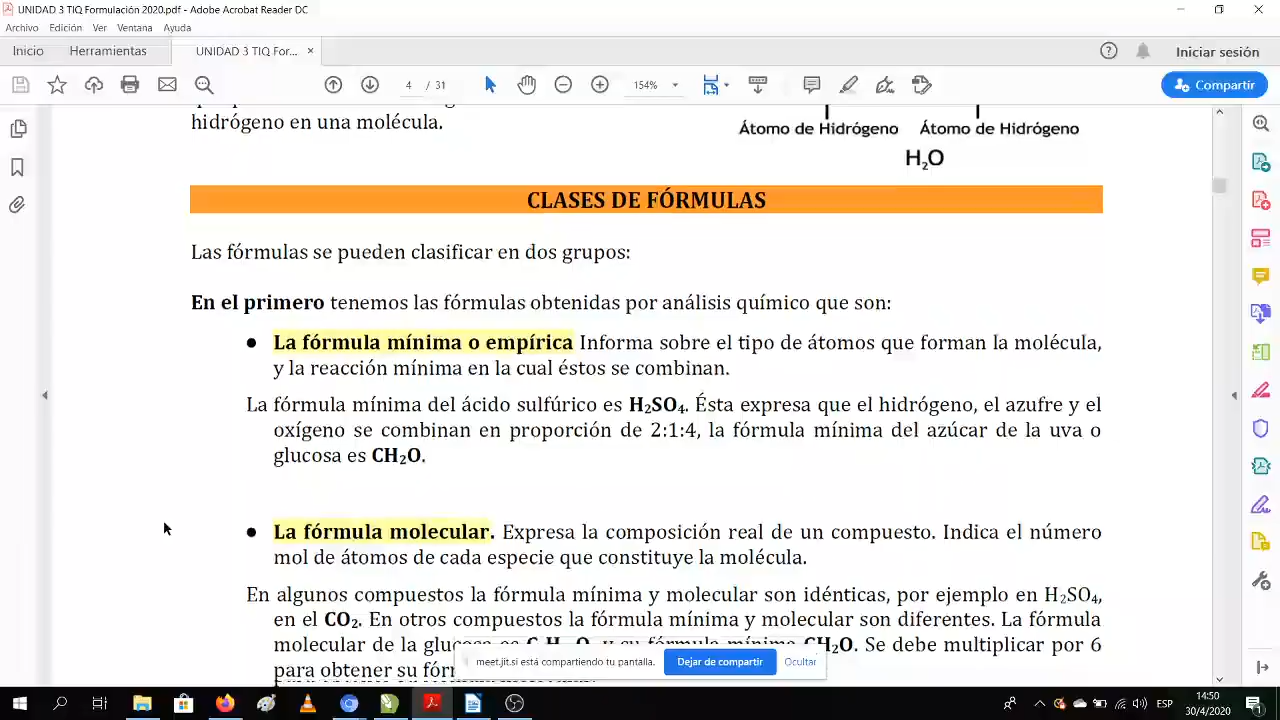 UNIDAD 3 TIQ Formulación 2020.pdf - Adobe Acrobat Reader DC
Archivo Edición Ver Ventana Ayuda
Inicio Herramientas UNIDAD 3 TIQ For... × Iniciar sesión
4 / 31 154% Compartir
hidrógeno en una molécula.
Átomo de Hidrógeno Átomo de Hidrógeno
H₂O
CLASES DE FÓRMULAS
Las fórmulas se pueden clasificar en dos grupos:
En el primero tenemos las fórmulas obtenidas por análisis químico que son:
● La fórmula mínima o empírica Informa sobre el tipo de átomos que forman la molécula,
y la reacción mínima en la cual éstos se combinan.
La fórmula mínima del ácido sulfúrico es H₂SO₄. Ésta expresa que el hidrógeno, el azufre y el
oxígeno se combinan en proporción de 2:1:4, la fórmula mínima del azúcar de la uva o
glucosa es CH₂O.
● La fórmula molecular. Expresa la composición real de un compuesto. Indica el número
mol de átomos de cada especie que constituye la molécula.
En algunos compuestos la fórmula mínima y molecular son idénticas, por ejemplo en H₂SO₄,
en el CO₂. En otros compuestos la fórmula mínima y molecular son diferentes. La fórmula
molecular de la glucosa es y su fórmula mínima CH₂O. Se debe multiplicar por 6
para obtener su
meet.jit.si está compartiendo tu pantalla. Dejar de compartir Ocultar
ESP 14:50
30/4/2020